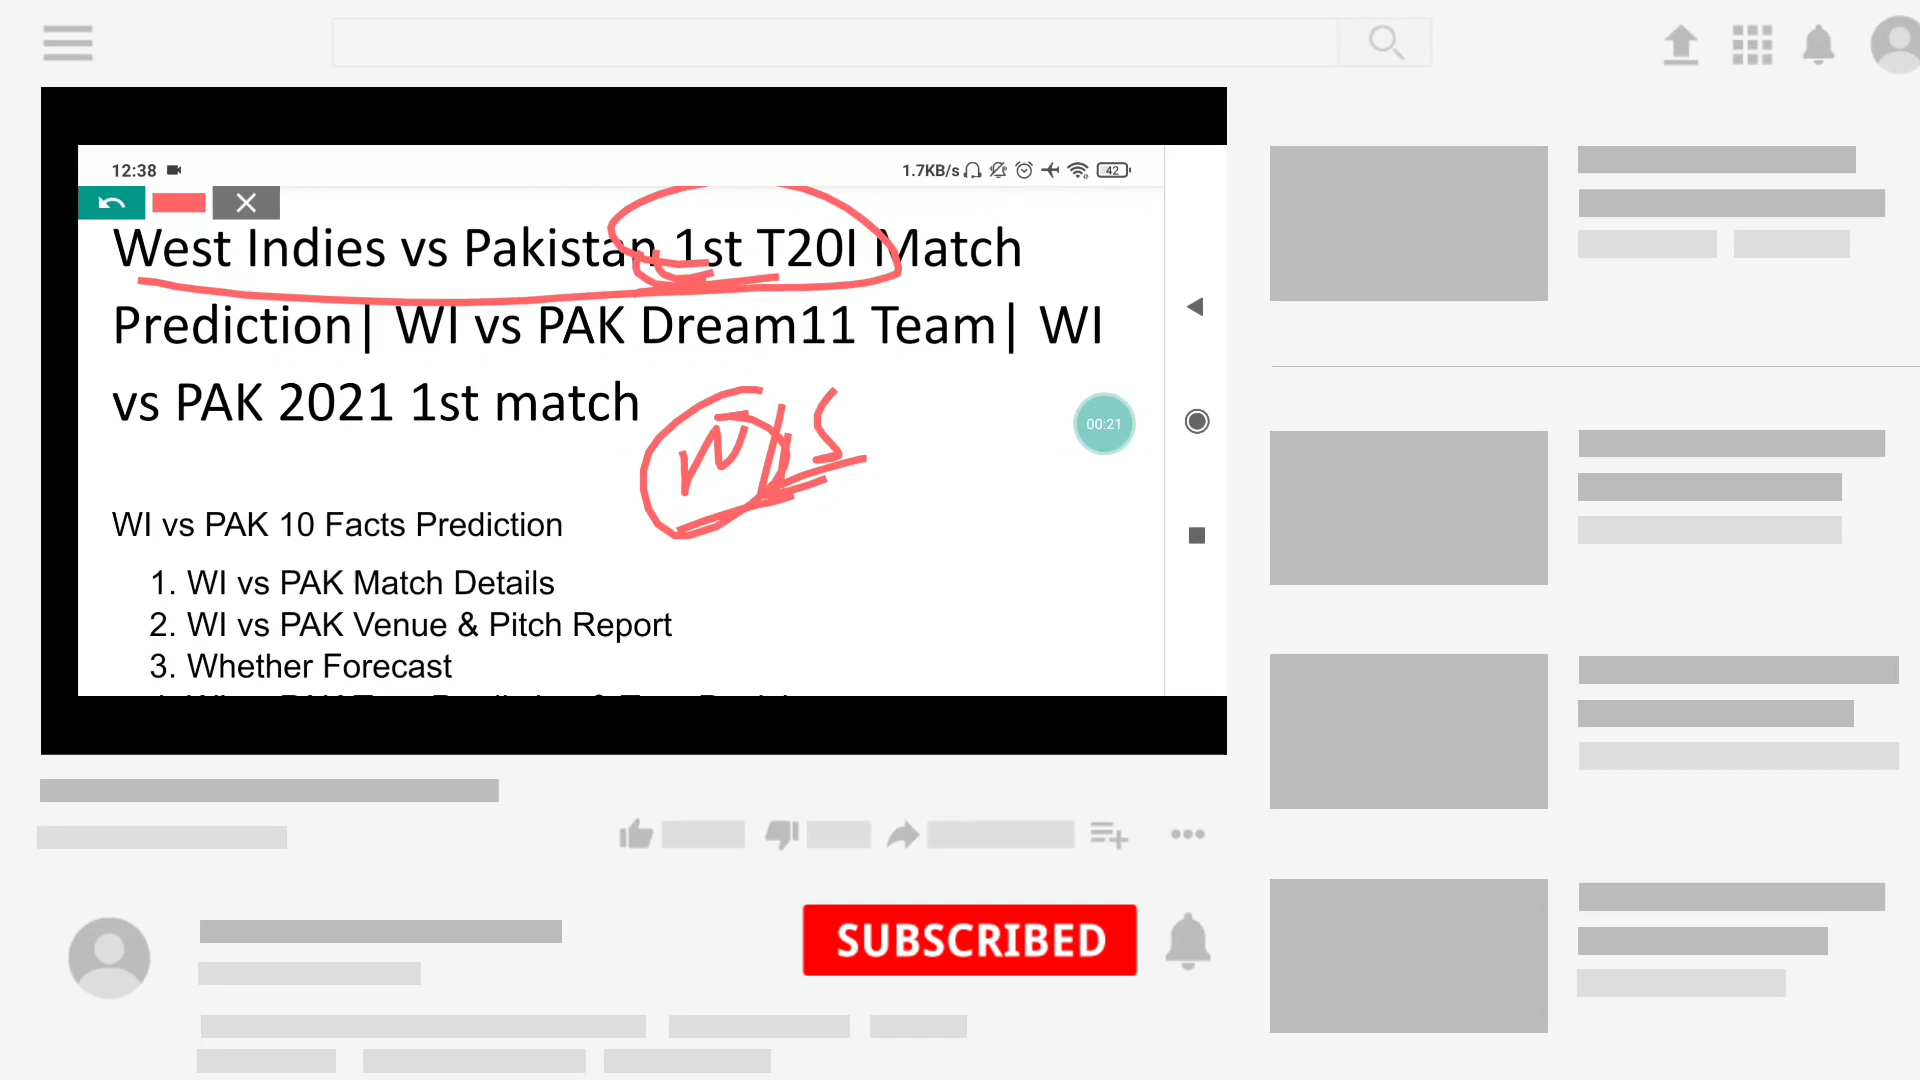 12:38 1.7KB/s 42
West Indies vs Pakistan 1st T20I Match
Prediction| WI vs PAK Dream11 Team| WI
vs PAK 2021 1st match
00:21
WI vs PAK 10 Facts Prediction
1. WI vs PAK Match Details
2. WI vs PAK Venue & Pitch Report
3. Whether Forecast
SUBSCRIBED